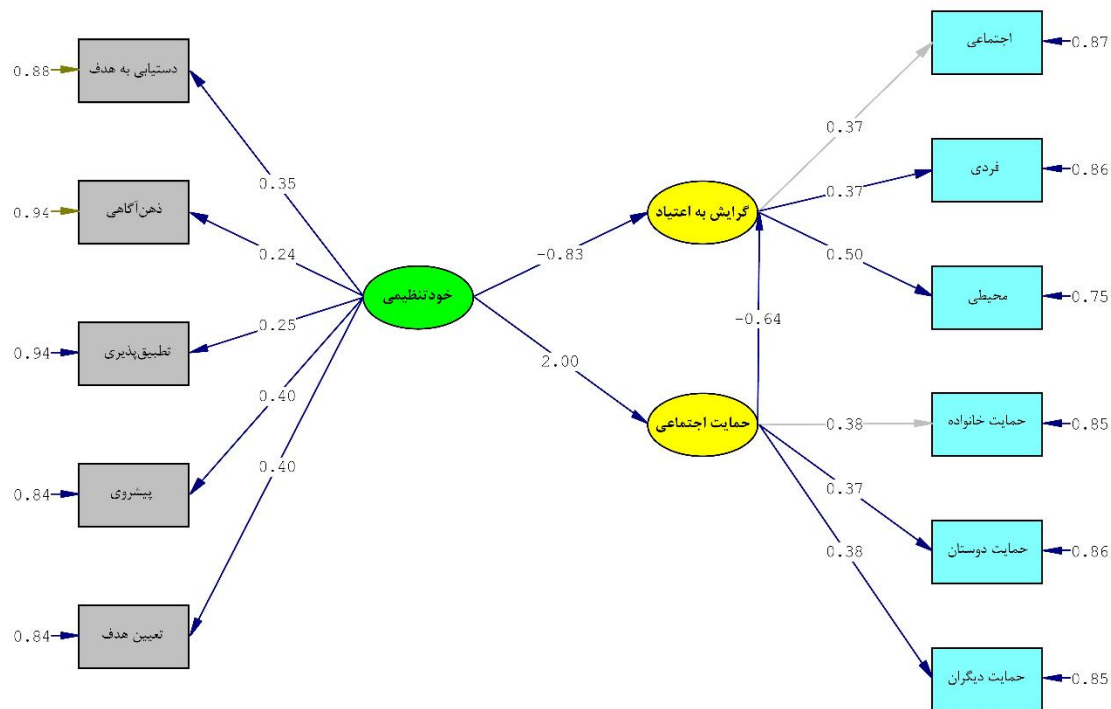 اجتماعی
0.87
0.88
دستیابی به هدف
0.37
فردی
0.86
0.35
0.37
0.94
ذهن‌آگاهی
گرایش به اعتیاد
0.24
-0.83
0.50
خودتنظیمی
محیطی
0.75
0.25
-0.64
0.94
تطبیق‌پذیری
2.00
0.40
حمایت اجتماعی
0.38
حمایت خانواده
0.85
0.40
0.37
0.84
پیشروی
حمایت دوستان
0.86
0.38
0.84
تعیین هدف
حمایت دیگران
0.85